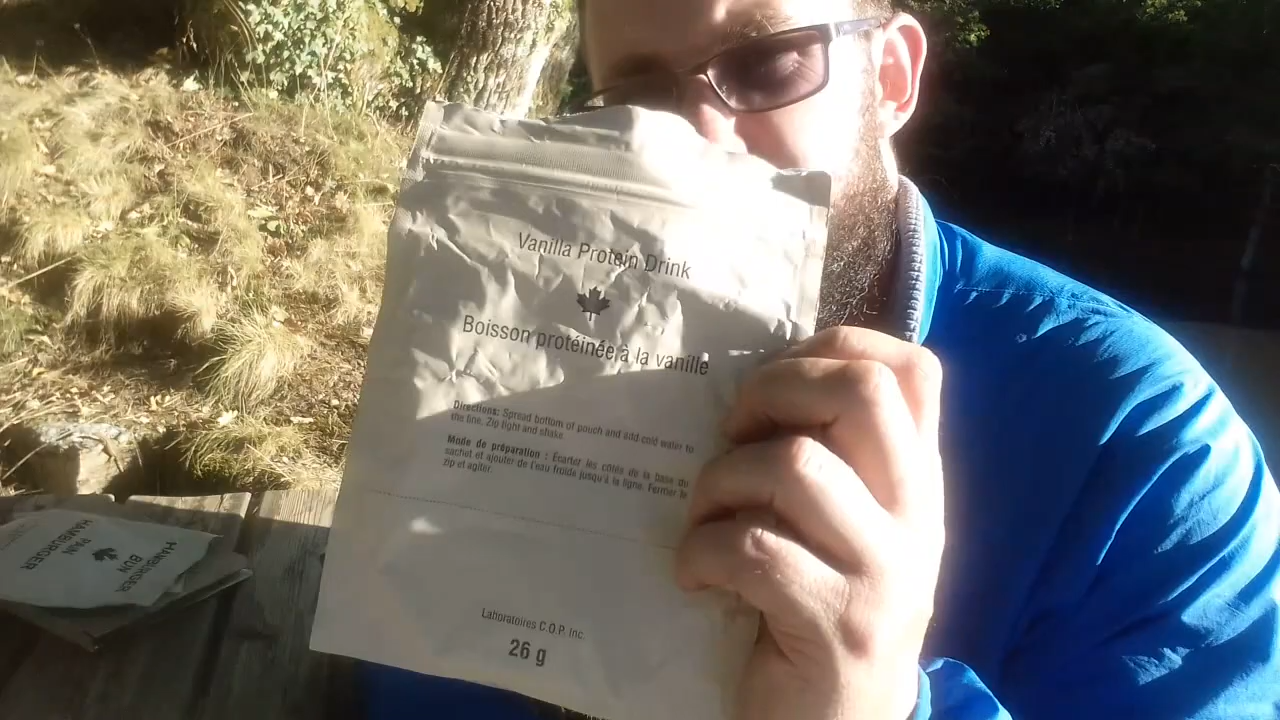 Vanilla Protein Drink
Boisson protéinée à la vanille
Directions: Spread bottom of pouch and add cold water to
the line. Zip tight and shake.
Mode de préparation : Écartez les côtés de la base du
sachet et ajouter de l'eau froide jusqu'à la ligne. Fermer le
zip et agiter.
Laboratoires C.O.P. Inc.
26 g
HAMBURGER
BUN
PAIN
HAMBURGER